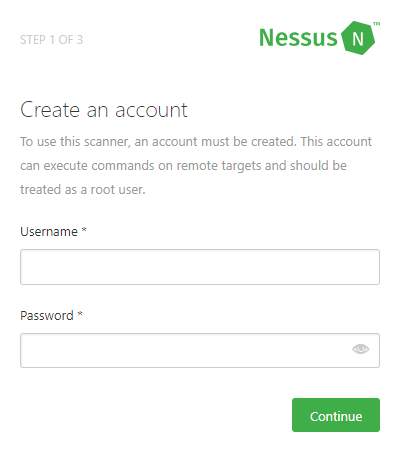 STEP 1 OF 3
Nessus N™
Create an account
To use this scanner, an account must be created. This account
can execute commands on remote targets and should be
treated as a root user.
Username *
Password *
Continue